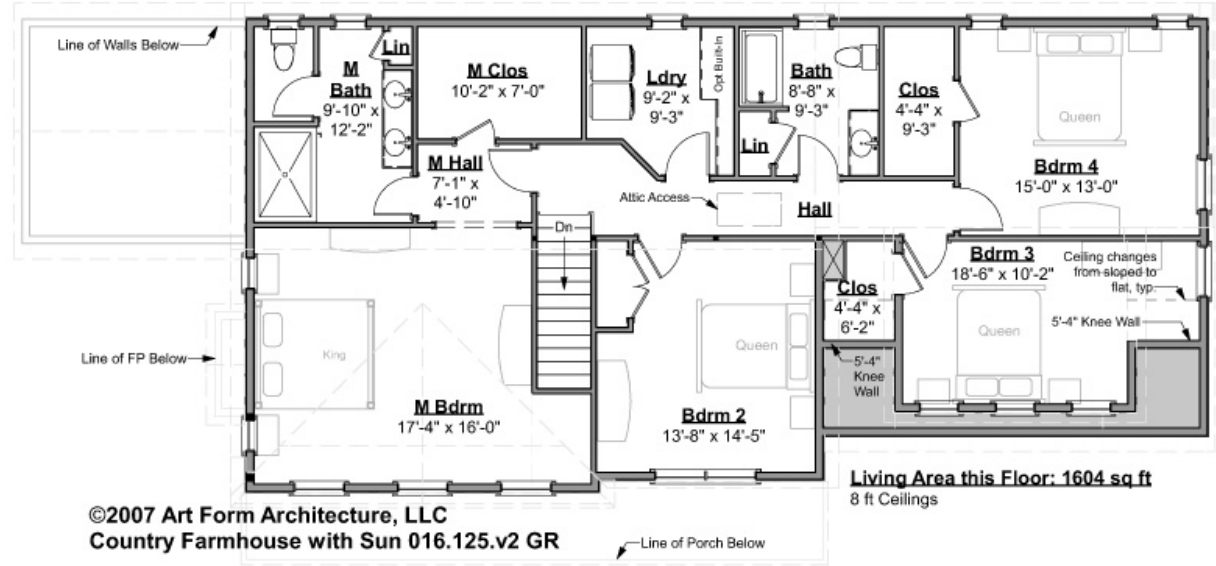 Line of Walls Below
Lin
M
Bath
9'-10" x
12'-2"
M Clos
10'-2" x 7'-0"
Ldry
9'-2" x
9'-3"
Opt Built-In
Bath
8'-8" x
9'-3"
Lin
Clos
4'-4" x
9'-3"
Queen
Bdrm 4
15'-0" x 13'-0"
M Hall
7'-1" x
4'-10"
Attic Access
Hall
Dn
Bdrm 3
18'-6" x 10'-2"
Ceiling changes
from sloped to
flat, typ.
Clos
4'-4" x
6'-2"
Queen
5'-4" Knee Wall
5'-4"
Knee
Wall
King
Line of FP Below
M Bdrm
17'-4" x 16'-0"
Queen
Bdrm 2
13'-8" x 14'-5"
Living Area this Floor: 1604 sq ft
8 ft Ceilings
©2007 Art Form Architecture, LLC
Country Farmhouse with Sun 016.125.v2 GR
Line of Porch Below